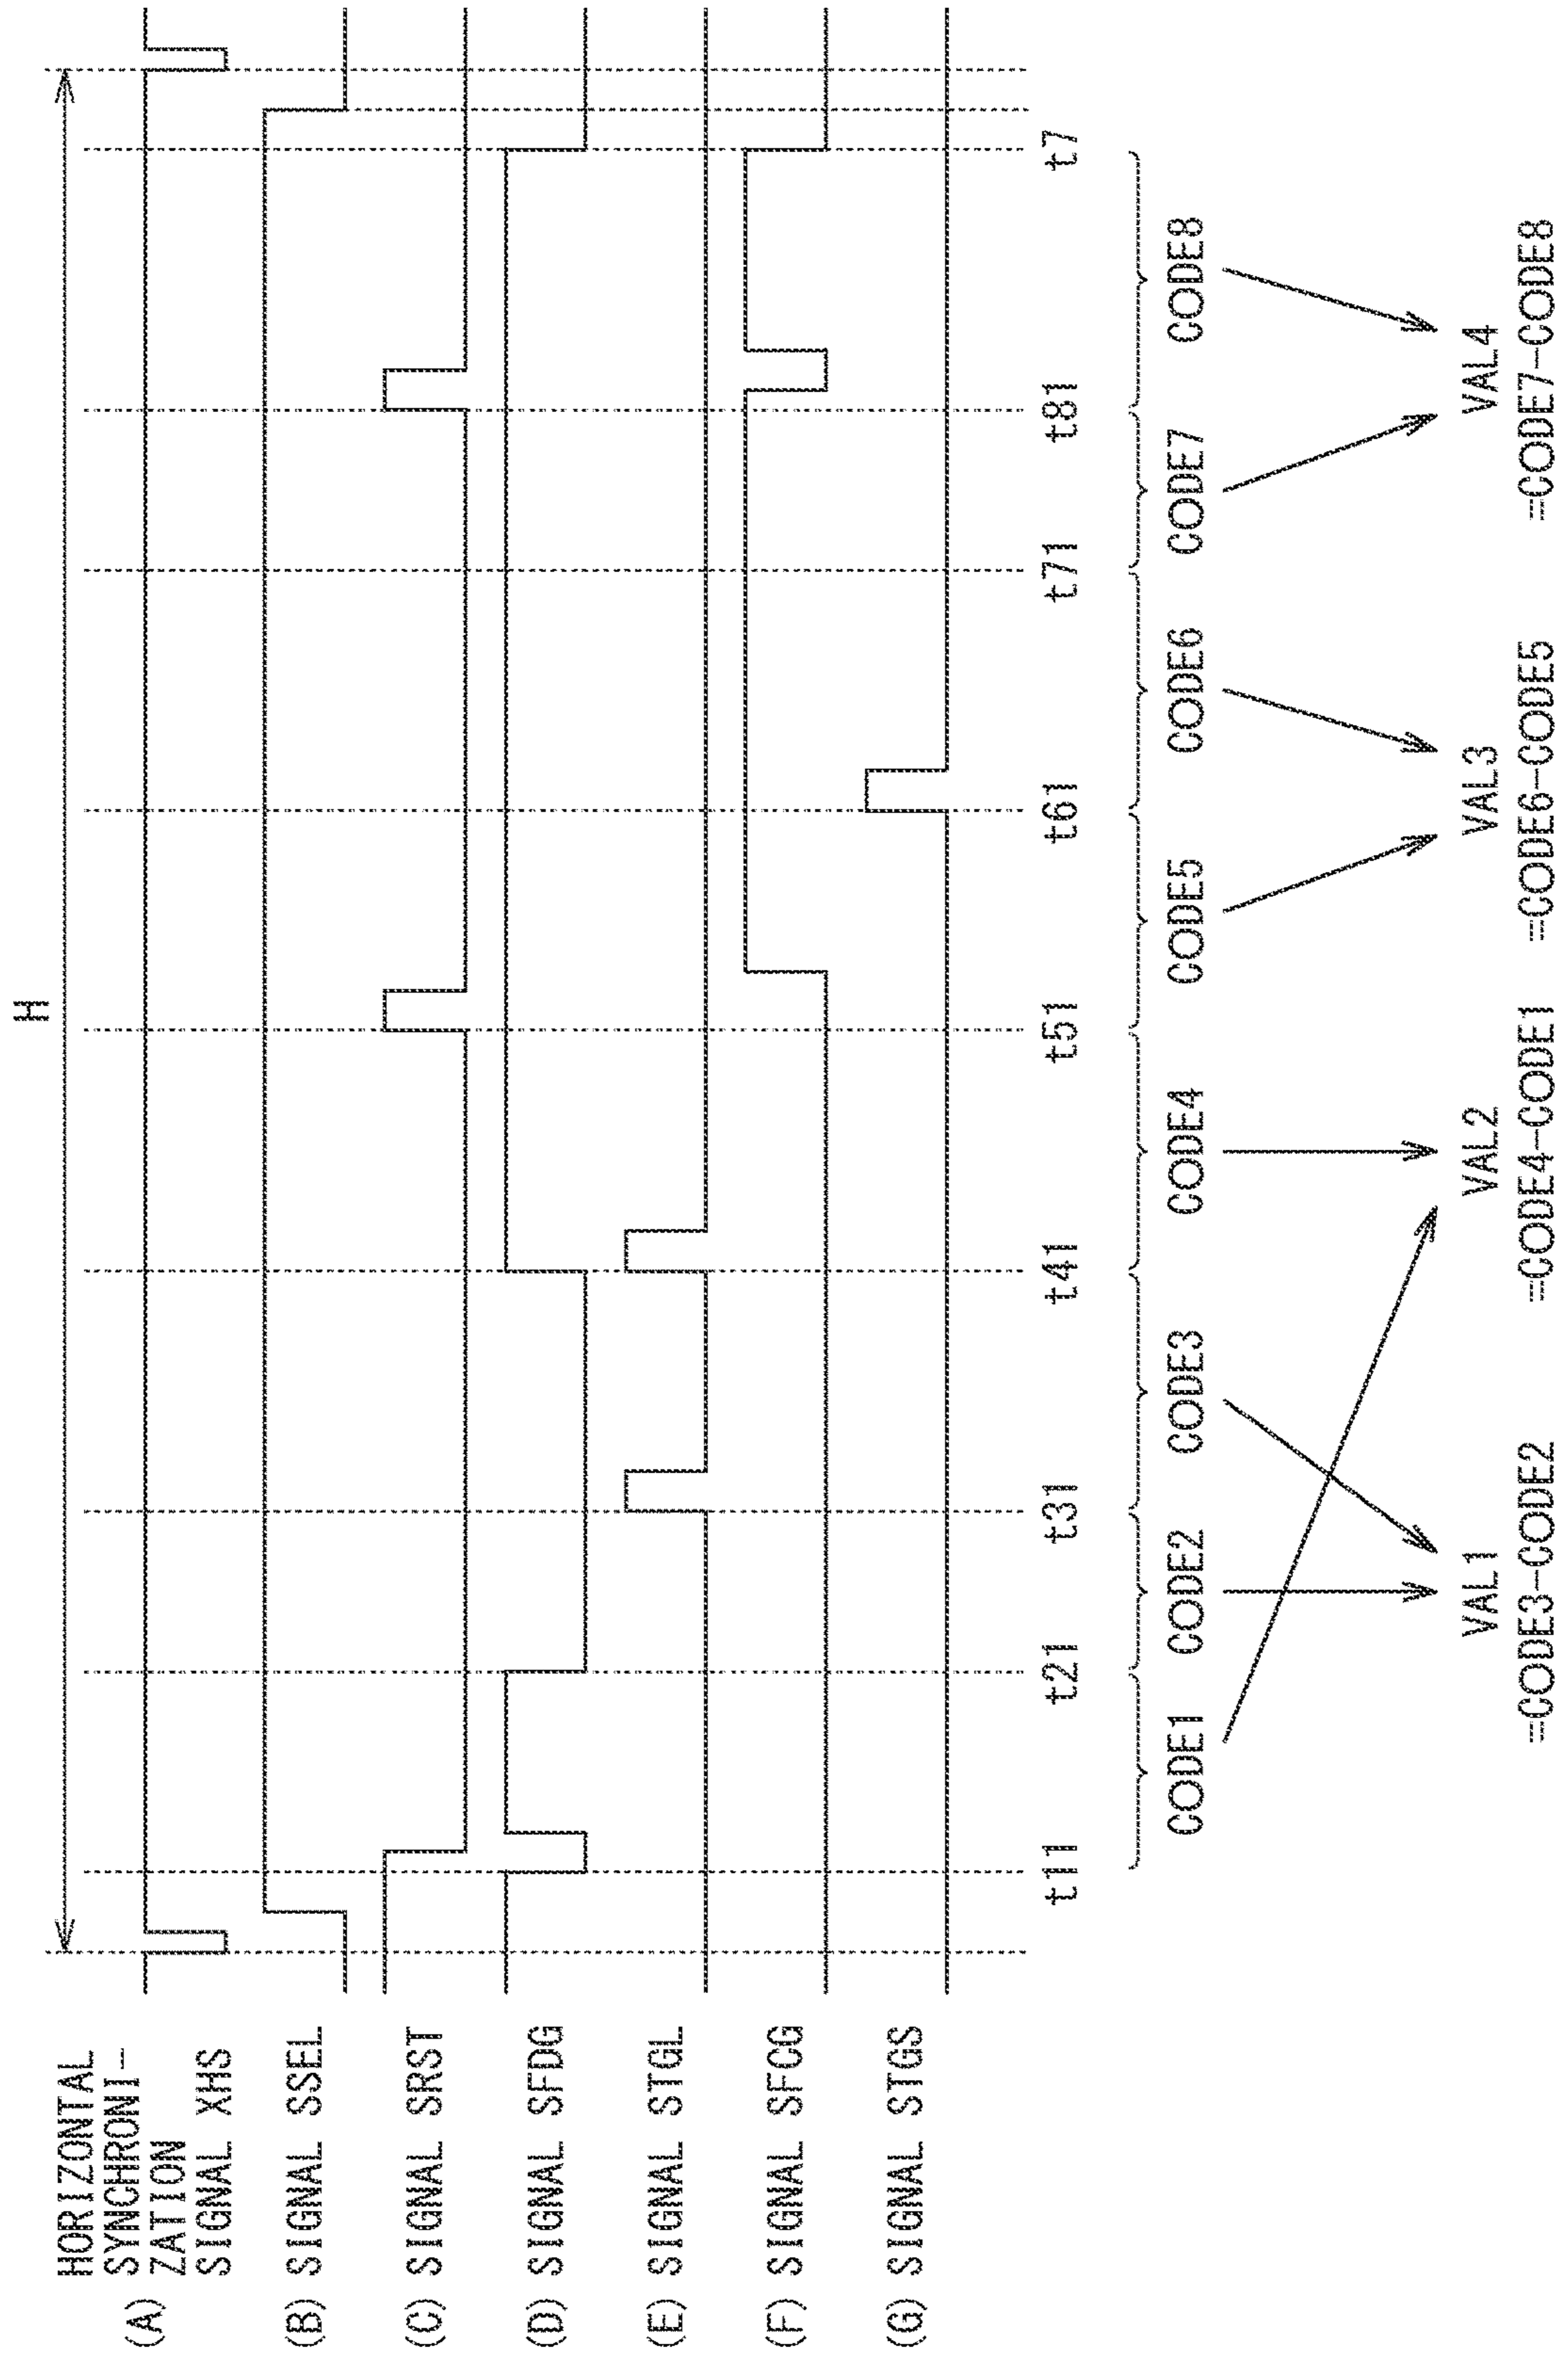 H
HORIZONTAL
SYNCHRONI-
(A) ZATION
SIGNAL XHS
(B) SIGNAL SSEL
(C) SIGNAL SRST
(D) SIGNAL SFDG
(E) SIGNAL STGL
(F) SIGNAL SFCG
(G) SIGNAL STGS
t11 t21 t31 t41 t51 t61 t71 t81 t7
CODE1 CODE2 CODE3 CODE4 CODE5 CODE6 CODE7 CODE8
VAL1 VAL2 VAL3 VAL4
=CODE3-CODE2 =CODE4-CODE1 =CODE6-CODE5 =CODE7-CODE8